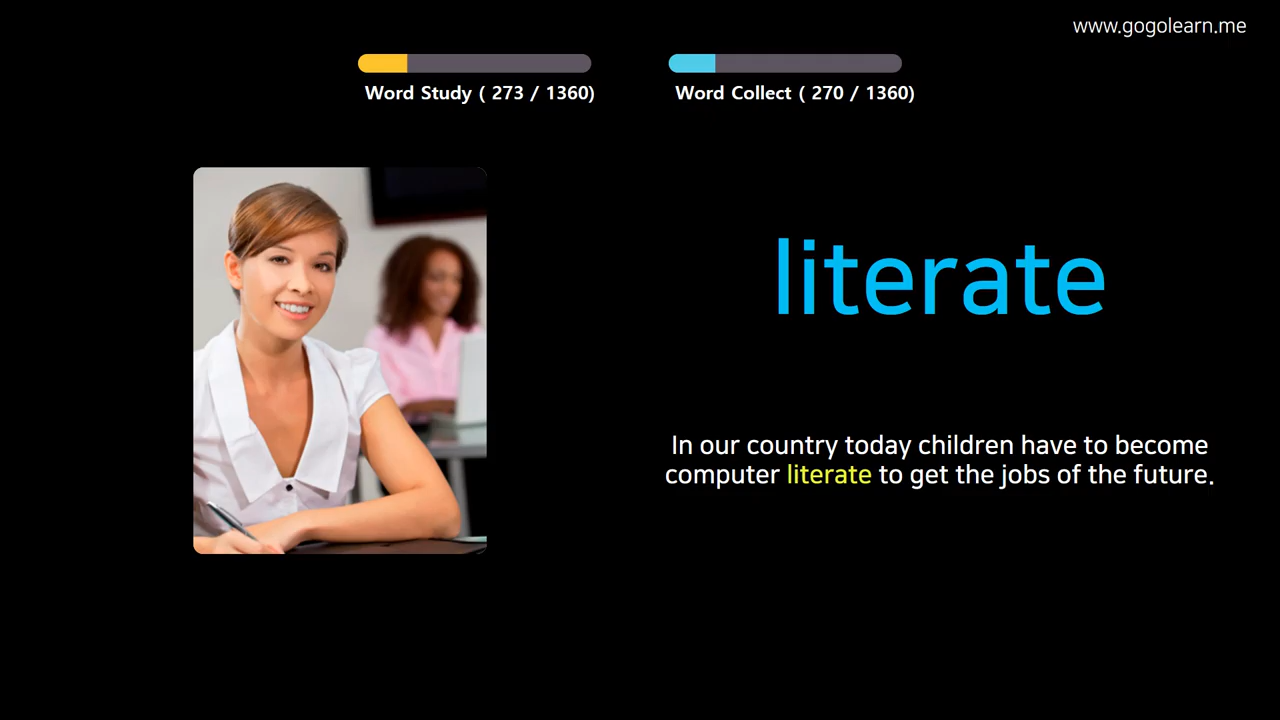 www.gogolearn.me
Word Study ( 273 / 1360)
Word Collect ( 270 / 1360)
literate
In our country today children have to become
computer literate to get the jobs of the future.